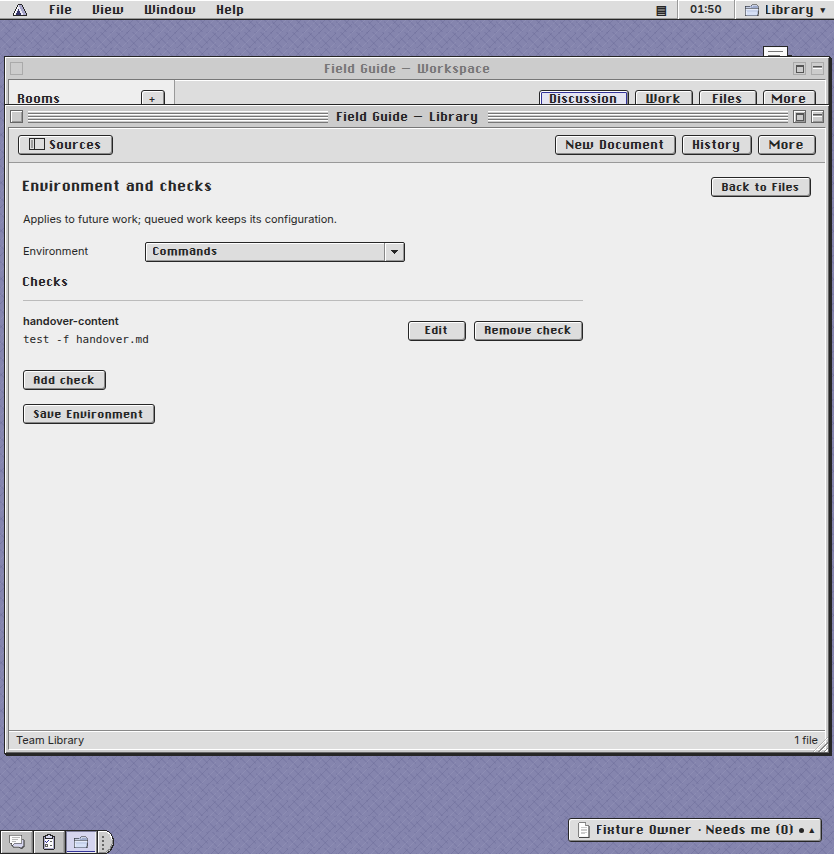 File View Window Help 01:50 Library
Field Guide — Workspace
Rooms + Discussion Work Files More
Field Guide — Library
Sources New Document History More
Environment and checks Back to Files
Applies to future work; queued work keeps its configuration.
Environment Commands
Checks
handover-content
test -f handover.md Edit Remove check
Add check
Save Environment
Team Library 1 file
Fixture Owner · Needs me (0)